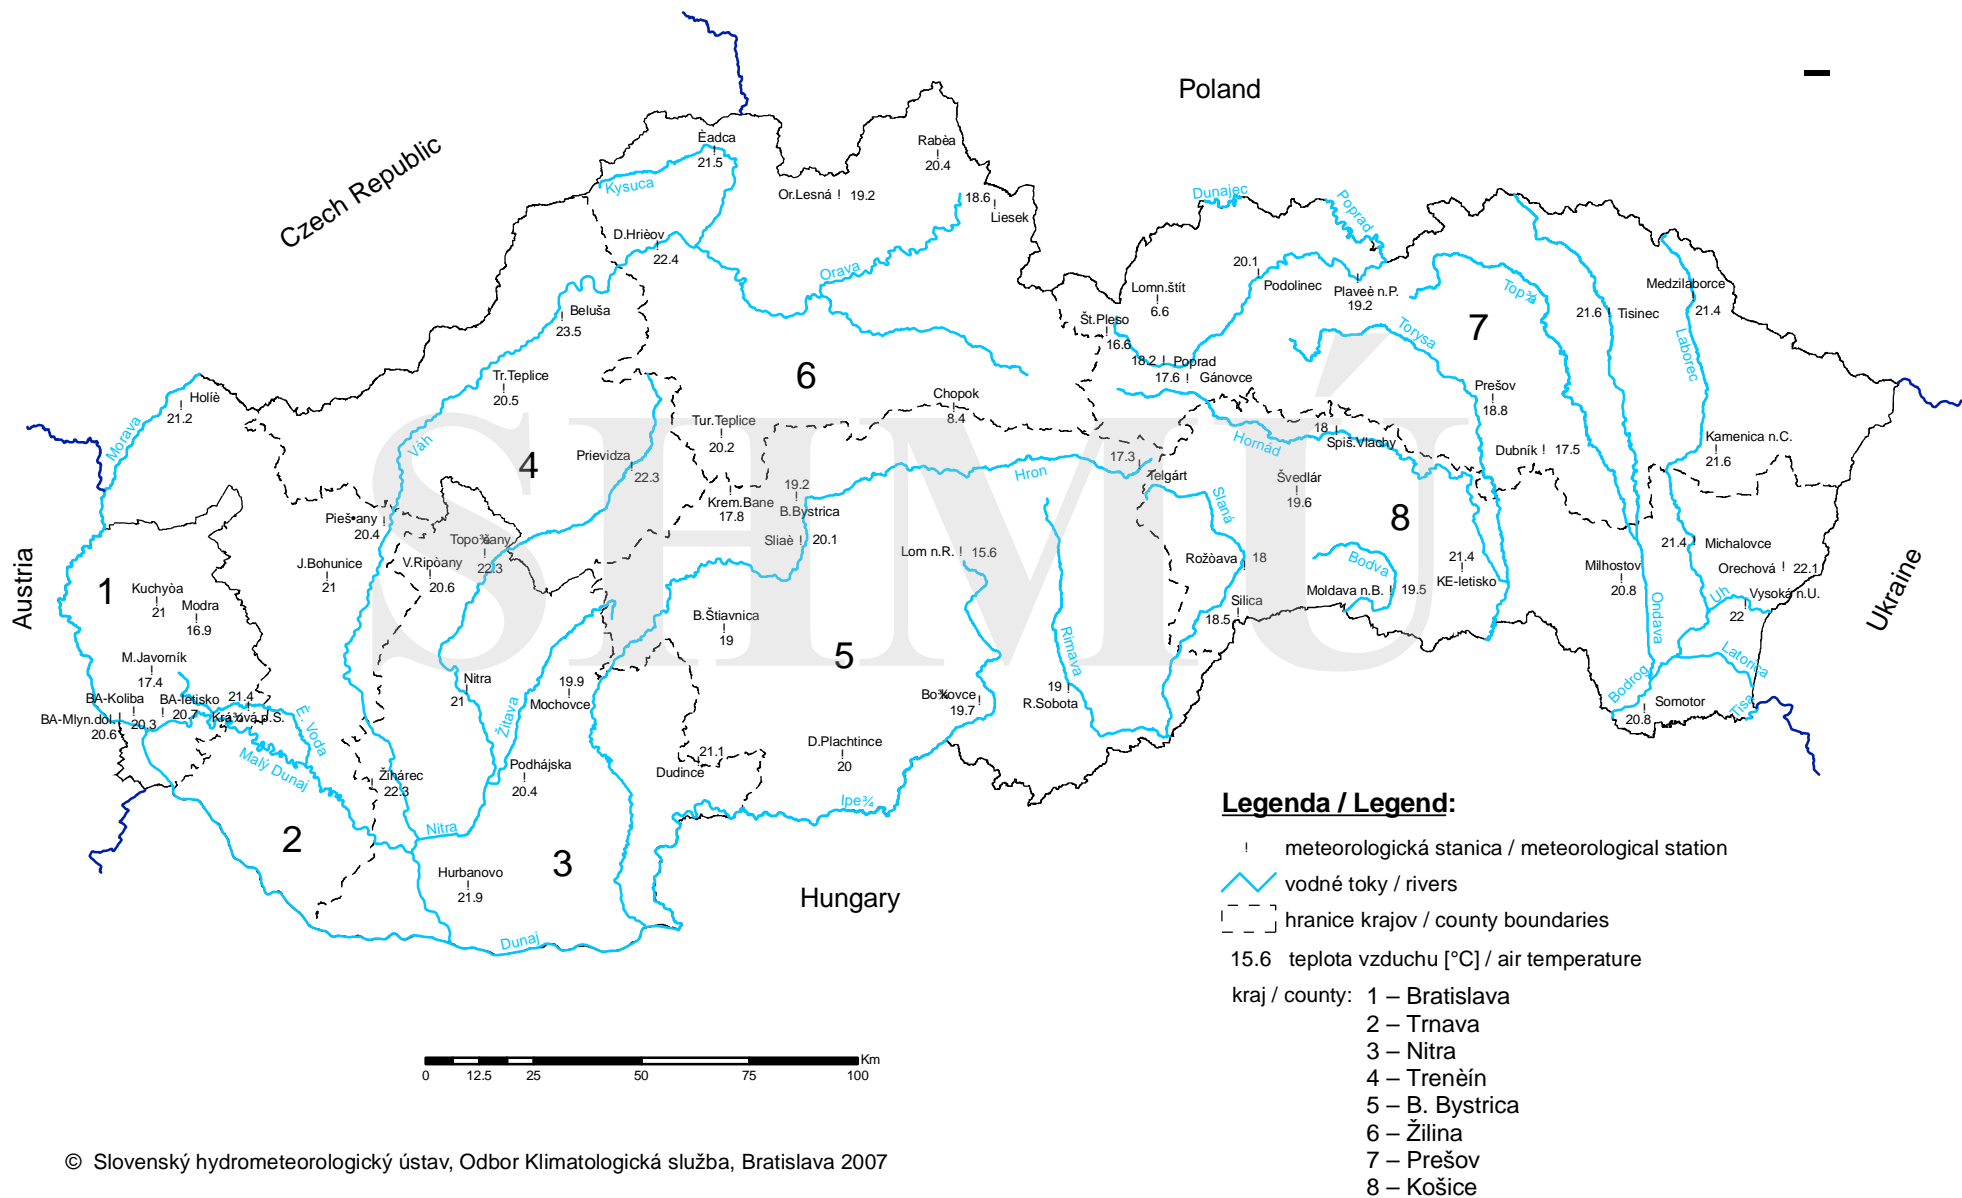 Poland
Czech Republic
Austria
Ukraine
Hungary
SHMÚ
Èadca
21.5
Kysuca
Rabèa
20.4
Or.Lesná
19.2
18.6
Liesek
D.Hrièov
22.4
Orava
Dunajec
Poprad
20.1
Podolinec
Plaveè n.P.
19.2
Lomn.štít
6.6
Št.Pleso
16.6
18.2
Poprad
17.6
Gánovce
Torysa
7
Top¾a
21.6
Tisinec
Medzilaborce
21.4
Laborec
Beluša
23.5
Tr.Teplice
20.5
6
Chopok
8.4
Prešov
18.8
Holíè
21.2
Morava
Váh
4
Prievidza
22.3
Tur.Teplice
20.2
Krem.Bane
17.8
19.2
B.Bystrica
Sliaè
20.1
Hron
17.3
Telgárt
Hornád
18
Spiš.Vlachy
Švedlár
19.6
8
Dubník
17.5
Kamenica n.C.
21.6
Pieš•any
20.4
Topo¾èany
22.3
J.Bohunice
21
V.Ripòany
20.6
Lom n.R.
15.6
Slaná
Rožòava
18
Bodva
Moldava n.B.
19.5
21.4
KE-letisko
21.4
Michalovce
Orechová
22.1
Milhostov
20.8
Vysoká n.U.
22
Uh
Ondava
1
Kuchyòa
21
Modra
16.9
M.Javorník
17.4
BA-Koliba
20.3
BA-letisko
20.7
BA-Mlyn.dol.
20.6
21.4
Krá¾ová p.S.
È. Voda
Malý Dunaj
B.Štiavnica
19
5
Silica
18.5
Rimava
19
R.Sobota
Bo¾kovce
19.7
Nitra
21
Žitava
19.9
Mochovce
Latorica
Bodrog
Tisa
Somotor
20.8
Žihárec
22.3
Podhájska
20.4
21.1
Dudince
D.Plachtince
20
Ipe¾
Nitra
2
3
Hurbanovo
21.9
Dunaj
Legenda / Legend:
meteorologická stanica / meteorological station
vodné toky / rivers
hranice krajov / county boundaries
15.6 teplota vzduchu [°C] / air temperature
kraj / county: 1 – Bratislava
2 – Trnava
3 – Nitra
4 – Trenèín
5 – B. Bystrica
6 – Žilina
7 – Prešov
8 – Košice
Km
0 12.5 25 50 75 100
© Slovenský hydrometeorologický ústav, Odbor Klimatologická služba, Bratislava 2007